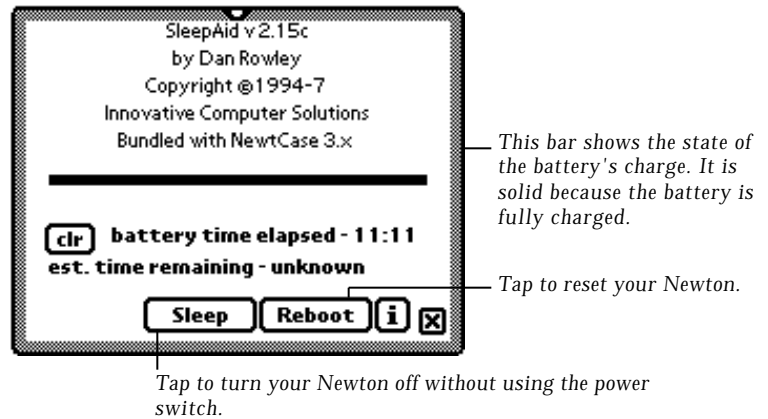 SleepAid v 2.15c
by Dan Rowley
Copyright ©1994-7
Innovative Computer Solutions
Bundled with NewtCase 3.x
This bar shows the state of
the battery's charge. It is
solid because the battery is
fully charged.
clr battery time elapsed - 11:11
est. time remaining - unknown
Tap to reset your Newton.
Sleep Reboot i
Tap to turn your Newton off without using the power
switch.